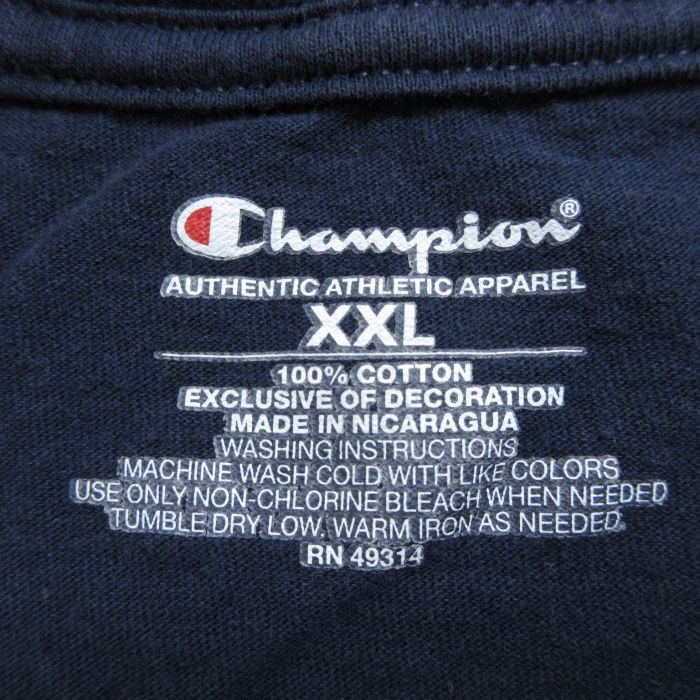 Champion®
AUTHENTIC ATHLETIC APPAREL
XXL
100% COTTON
EXCLUSIVE OF DECORATION
MADE IN NICARAGUA
WASHING INSTRUCTIONS
MACHINE WASH COLD WITH LIKE COLORS
USE ONLY NON-CHLORINE BLEACH WHEN NEEDED
TUMBLE DRY LOW. WARM IRON AS NEEDED.
RN 49314